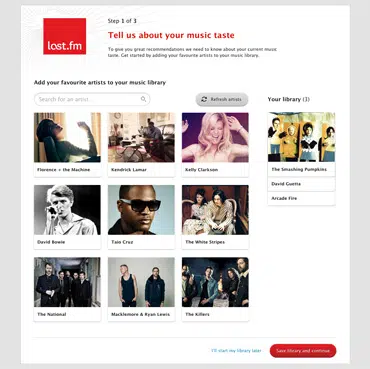 last.fm
Step 1 of 3
Tell us about your music taste
To give you great recommendations we need to know about your current music
taste. Get started by adding your favourite artists to your music library.
Add your favourite artists to your music library
Search for an artist...
Refresh artists
Your library (3)
Florence + the Machine
Kendrick Lamar
Kelly Clarkson
The Smashing Pumpkins
David Guetta
Arcade Fire
David Bowie
Taio Cruz
The White Stripes
The National
Macklemore & Ryan Lewis
The Killers
I'll start my library later
Save library and continue